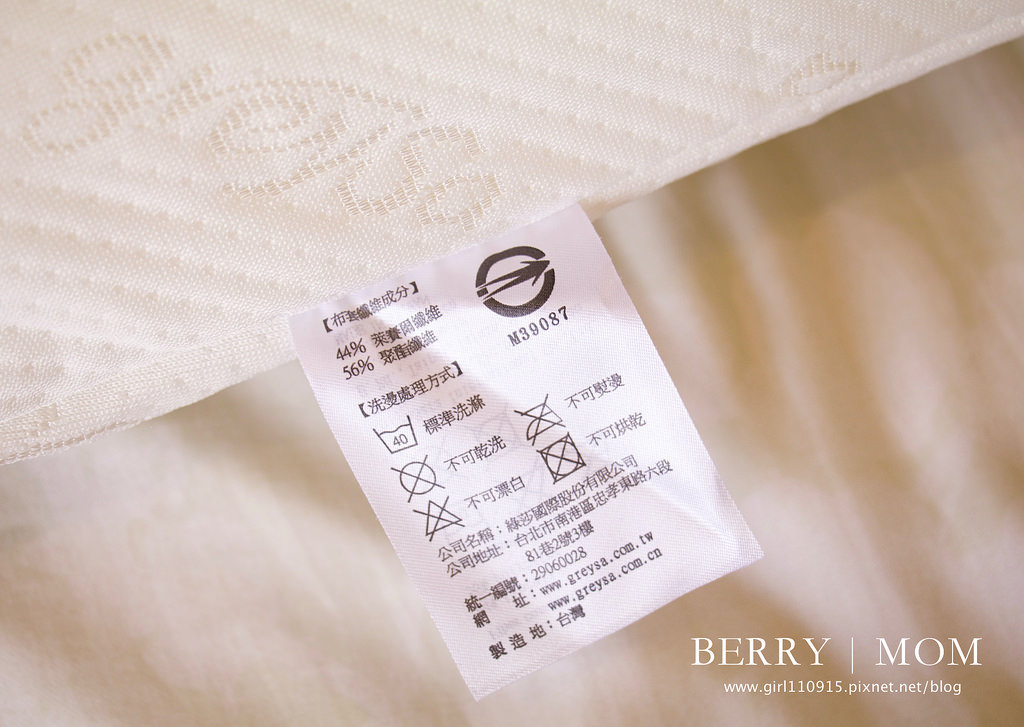 【布套纖維成分】
44% 萊賽爾纖維
56% 聚酯纖維
M39087
【洗燙處理方式】
40 標準洗滌
不可熨燙
不可乾洗
不可烘乾
不可漂白
公司名稱：綠莎國際股份有限公司
公司地址：台北市南港區忠孝東路六段
81巷2號3樓
統一編號：29060028
網 址：www.greysa.com.tw
www.greysa.com.cn
製 造 地：台灣
BERRY | MOM
www.girl110915.pixnet.net/blog